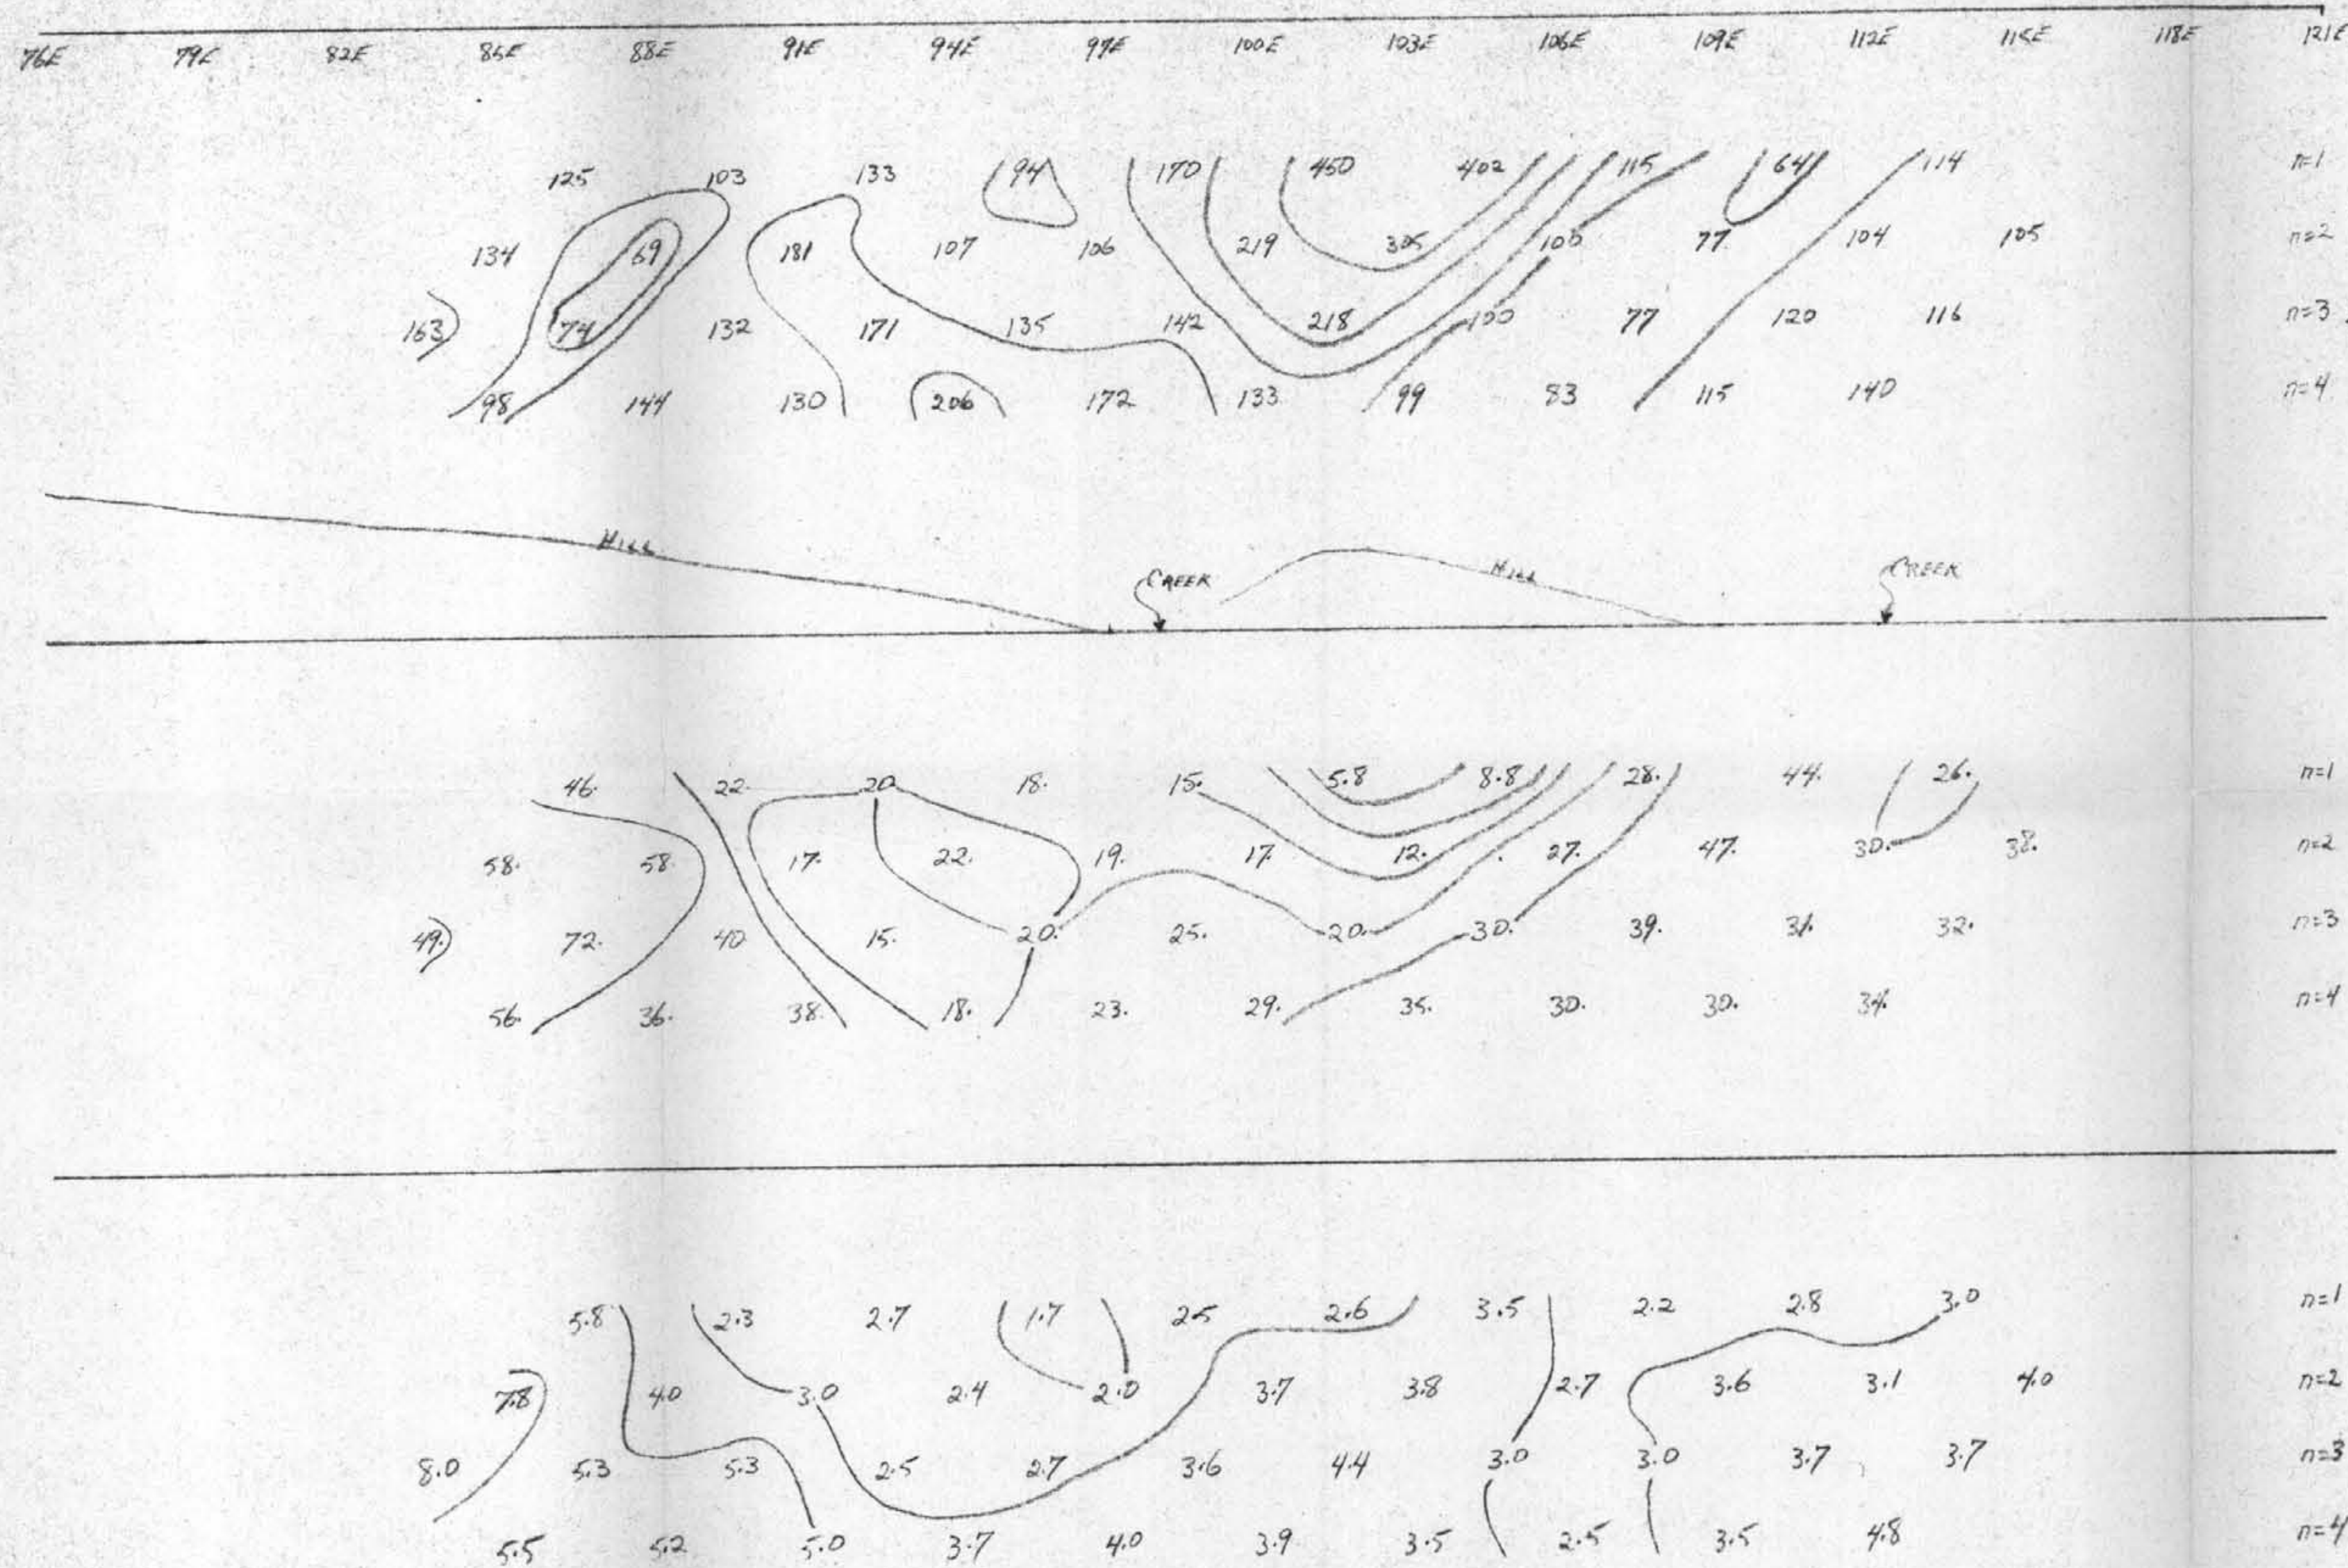 76E 79E 82E 85E 88E 91E 94E 97E 100E 103E 106E 109E 112E 115E 118E 121E
125 103 133 94 170 450 402 115 64 114 n=1
134 69 181 107 106 219 305 100 77 104 105 n=2
163 74 132 171 135 142 218 100 77 120 116 n=3
98 144 130 206 172 133 99 83 115 140 n=4
HILL
CREEK HILL CREEK
46. 22. 20 18. 15. 5.8 8.8 28. 44. 26. n=1
58. 58. 17. 22. 19. 17. 12. 27. 47. 30. 38. n=2
49. 72. 40 15. 20. 25. 20. 30. 39. 31. 32. n=3
56. 36. 38. 18. 23. 29. 35. 30. 30. 34. n=4
5.8 2.3 2.7 1.7 2.5 2.6 3.5 2.2 2.8 3.0 n=1
7.8 4.0 3.0 2.4 2.0 3.7 3.8 2.7 3.6 3.1 4.0 n=2
8.0 5.3 5.3 2.5 2.7 3.6 4.4 3.0 3.0 3.7 3.7 n=3
5.5 5.2 5.0 3.7 4.0 3.9 3.5 2.5 3.5 4.8 n=4